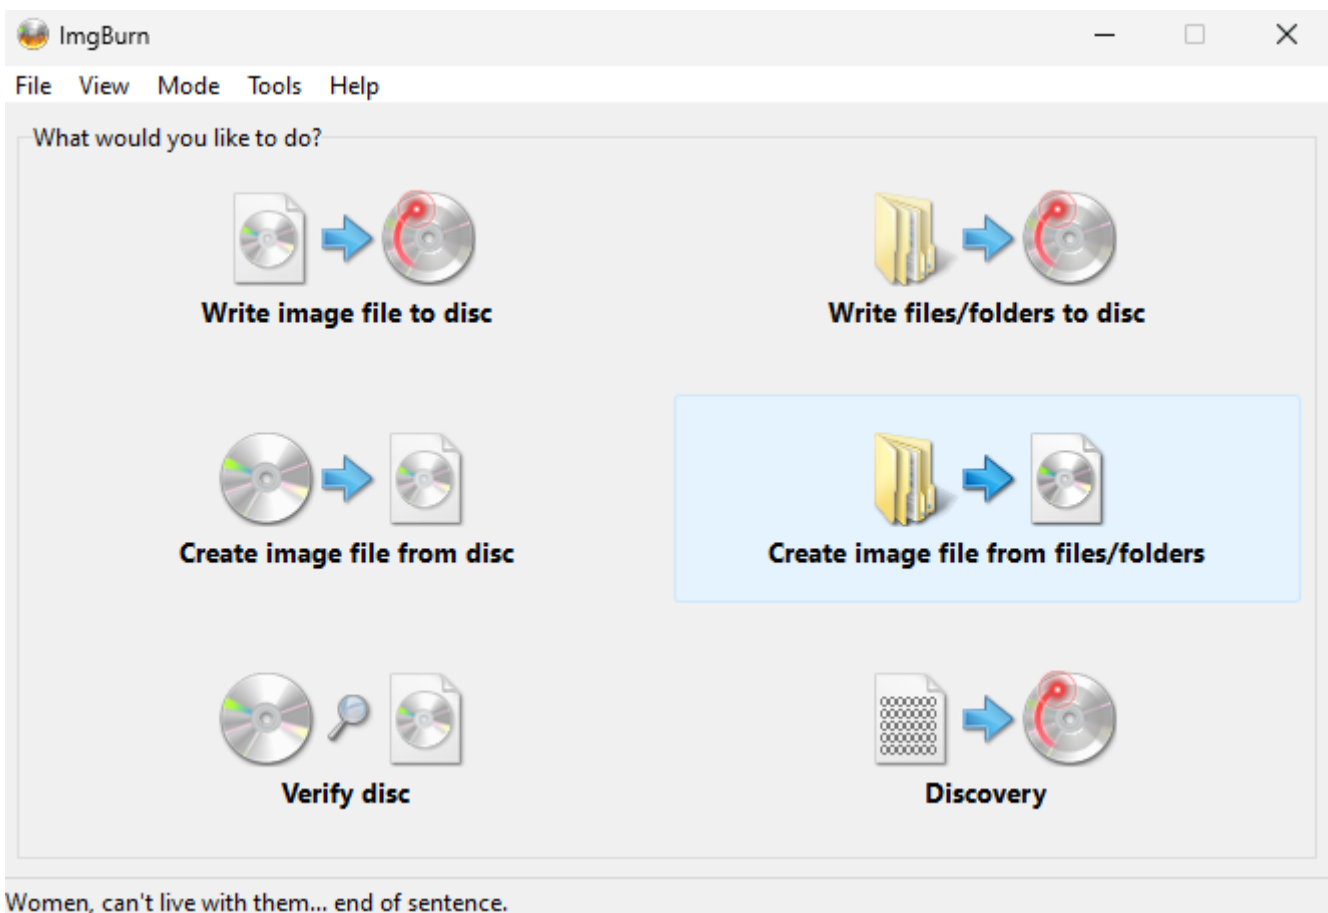 ImgBurn
File View Mode Tools Help
What would you like to do?
Write image file to disc
Write files/folders to disc
Create image file from disc
Create image file from files/folders
Verify disc
Discovery
Women, can't live with them... end of sentence.